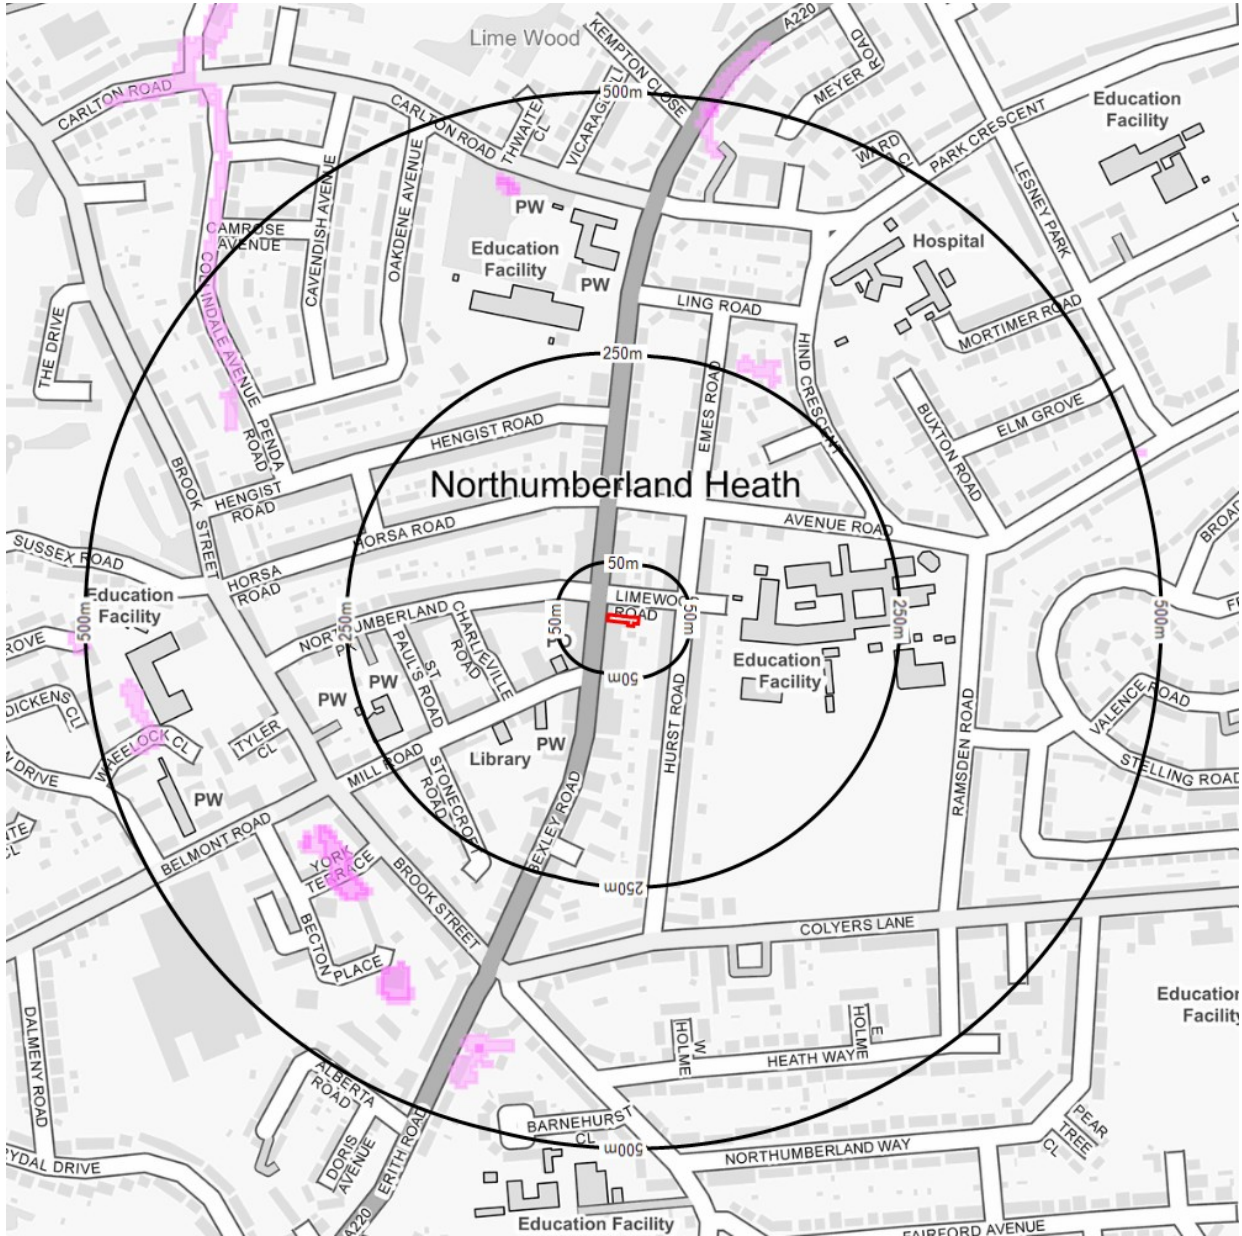 Lime Wood
KEMPTON CLOSE
A220
MEYER ROAD
500m
CARLTON ROAD
CARLTON ROAD
THWAITE
CL
PARK CRESCENT
Education
Facility
WARD CL
LESNEY PARK
PW
CAMROSE
AVENUE
CAVENDISH AVENUE
OAKDENE AVENUE
Education
Facility
PW
Hospital
COLINDALE AVENUE
THE DRIVE
LING ROAD
MORTIMER ROAD
HIND CRESCENT
250m
EMES ROAD
BUXTON ROAD
ELM GROVE
PENDA
ROAD
HENGIST ROAD
BROOK STREET
HENGIST
ROAD
Northumberland Heath
HORSA ROAD
AVENUE ROAD
SUSSEX ROAD
HORSA
ROAD
50m
LIMEWOOD
ROAD
Education
Facility
500m
NORTHUMBERLAND
250m
CHARLIEVILLE
ROAD
ST.
PAUL'S ROAD
50m
50m
250m
500m
50m
Education
Facility
PW
PW
DICKENS CL
WHEELOCK CL
TYLER
CL
MILL ROAD
Library
PW
HURST ROAD
RAMSDEN ROAD
VALENCE ROAD
STELLING ROAD
PW
STONECROFT
ROAD
BELMONT ROAD
BEXLEY ROAD
YORK
TERRACE
BROOK STREET
250m
BECTON
PLACE
COLYERS LANE
Education
Facility
DALMENY ROAD
W
HOLME
E
HOLME
HEATH WAY
ALBERTA
ROAD
DORIS
AVENUE
ERITH ROAD
BARNEHURST
CL
500m
NORTHUMBERLAND WAY
PEAR
TREE
CL
A220
Education Facility
FAIRFORD AVENUE